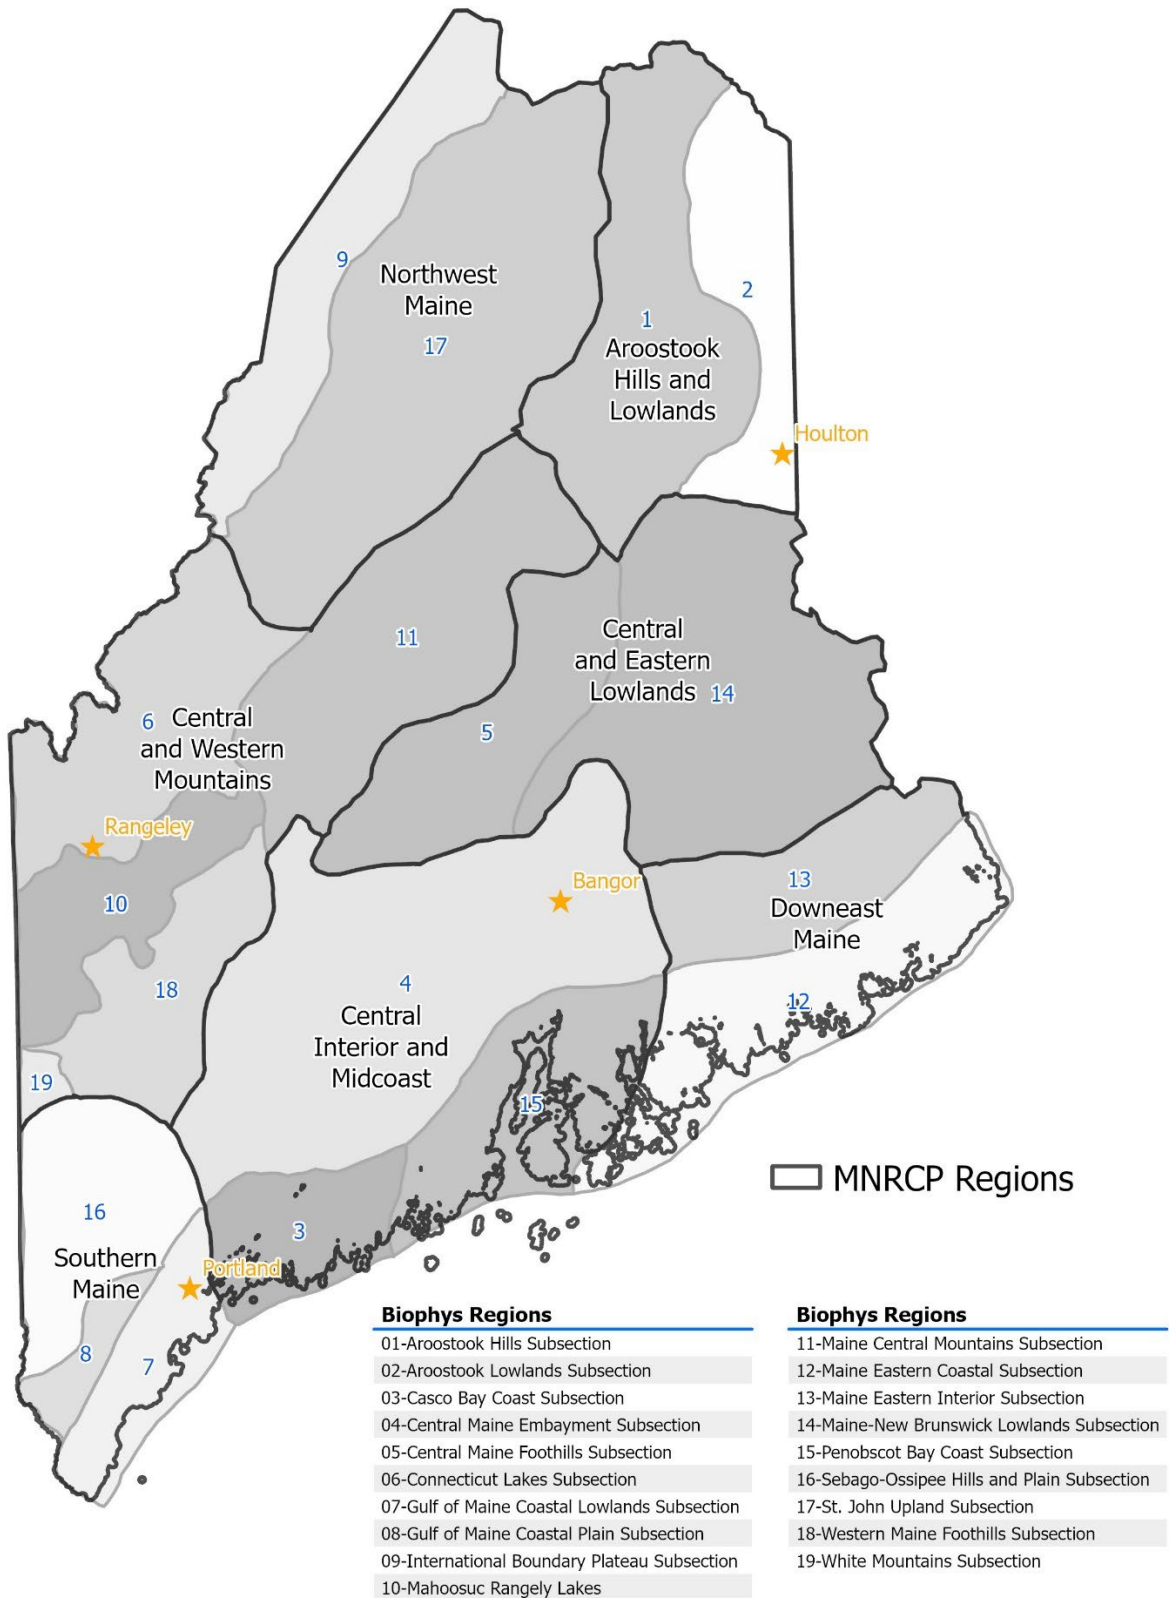 9
Northwest
Maine
17
2
1
Aroostook
Hills and
Lowlands
Houlton
11
Central
and Eastern
Lowlands
14
5
6
Central
and Western
Mountains
Rangeley
10
18
19
Bangor
13
Downeast
Maine
12
4
Central
Interior and
Midcoast
15
MNRCP Regions
16
3
Southern
Maine
Portland
8
7
Biophys Regions
01-Aroostook Hills Subsection
02-Aroostook Lowlands Subsection
03-Casco Bay Coast Subsection
04-Central Maine Embayment Subsection
05-Central Maine Foothills Subsection
06-Connecticut Lakes Subsection
07-Gulf of Maine Coastal Lowlands Subsection
08-Gulf of Maine Coastal Plain Subsection
09-International Boundary Plateau Subsection
10-Mahoosuc Rangely Lakes
Biophys Regions
11-Maine Central Mountains Subsection
12-Maine Eastern Coastal Subsection
13-Maine Eastern Interior Subsection
14-Maine-New Brunswick Lowlands Subsection
15-Penobscot Bay Coast Subsection
16-Sebago-Ossipee Hills and Plain Subsection
17-St. John Upland Subsection
18-Western Maine Foothills Subsection
19-White Mountains Subsection